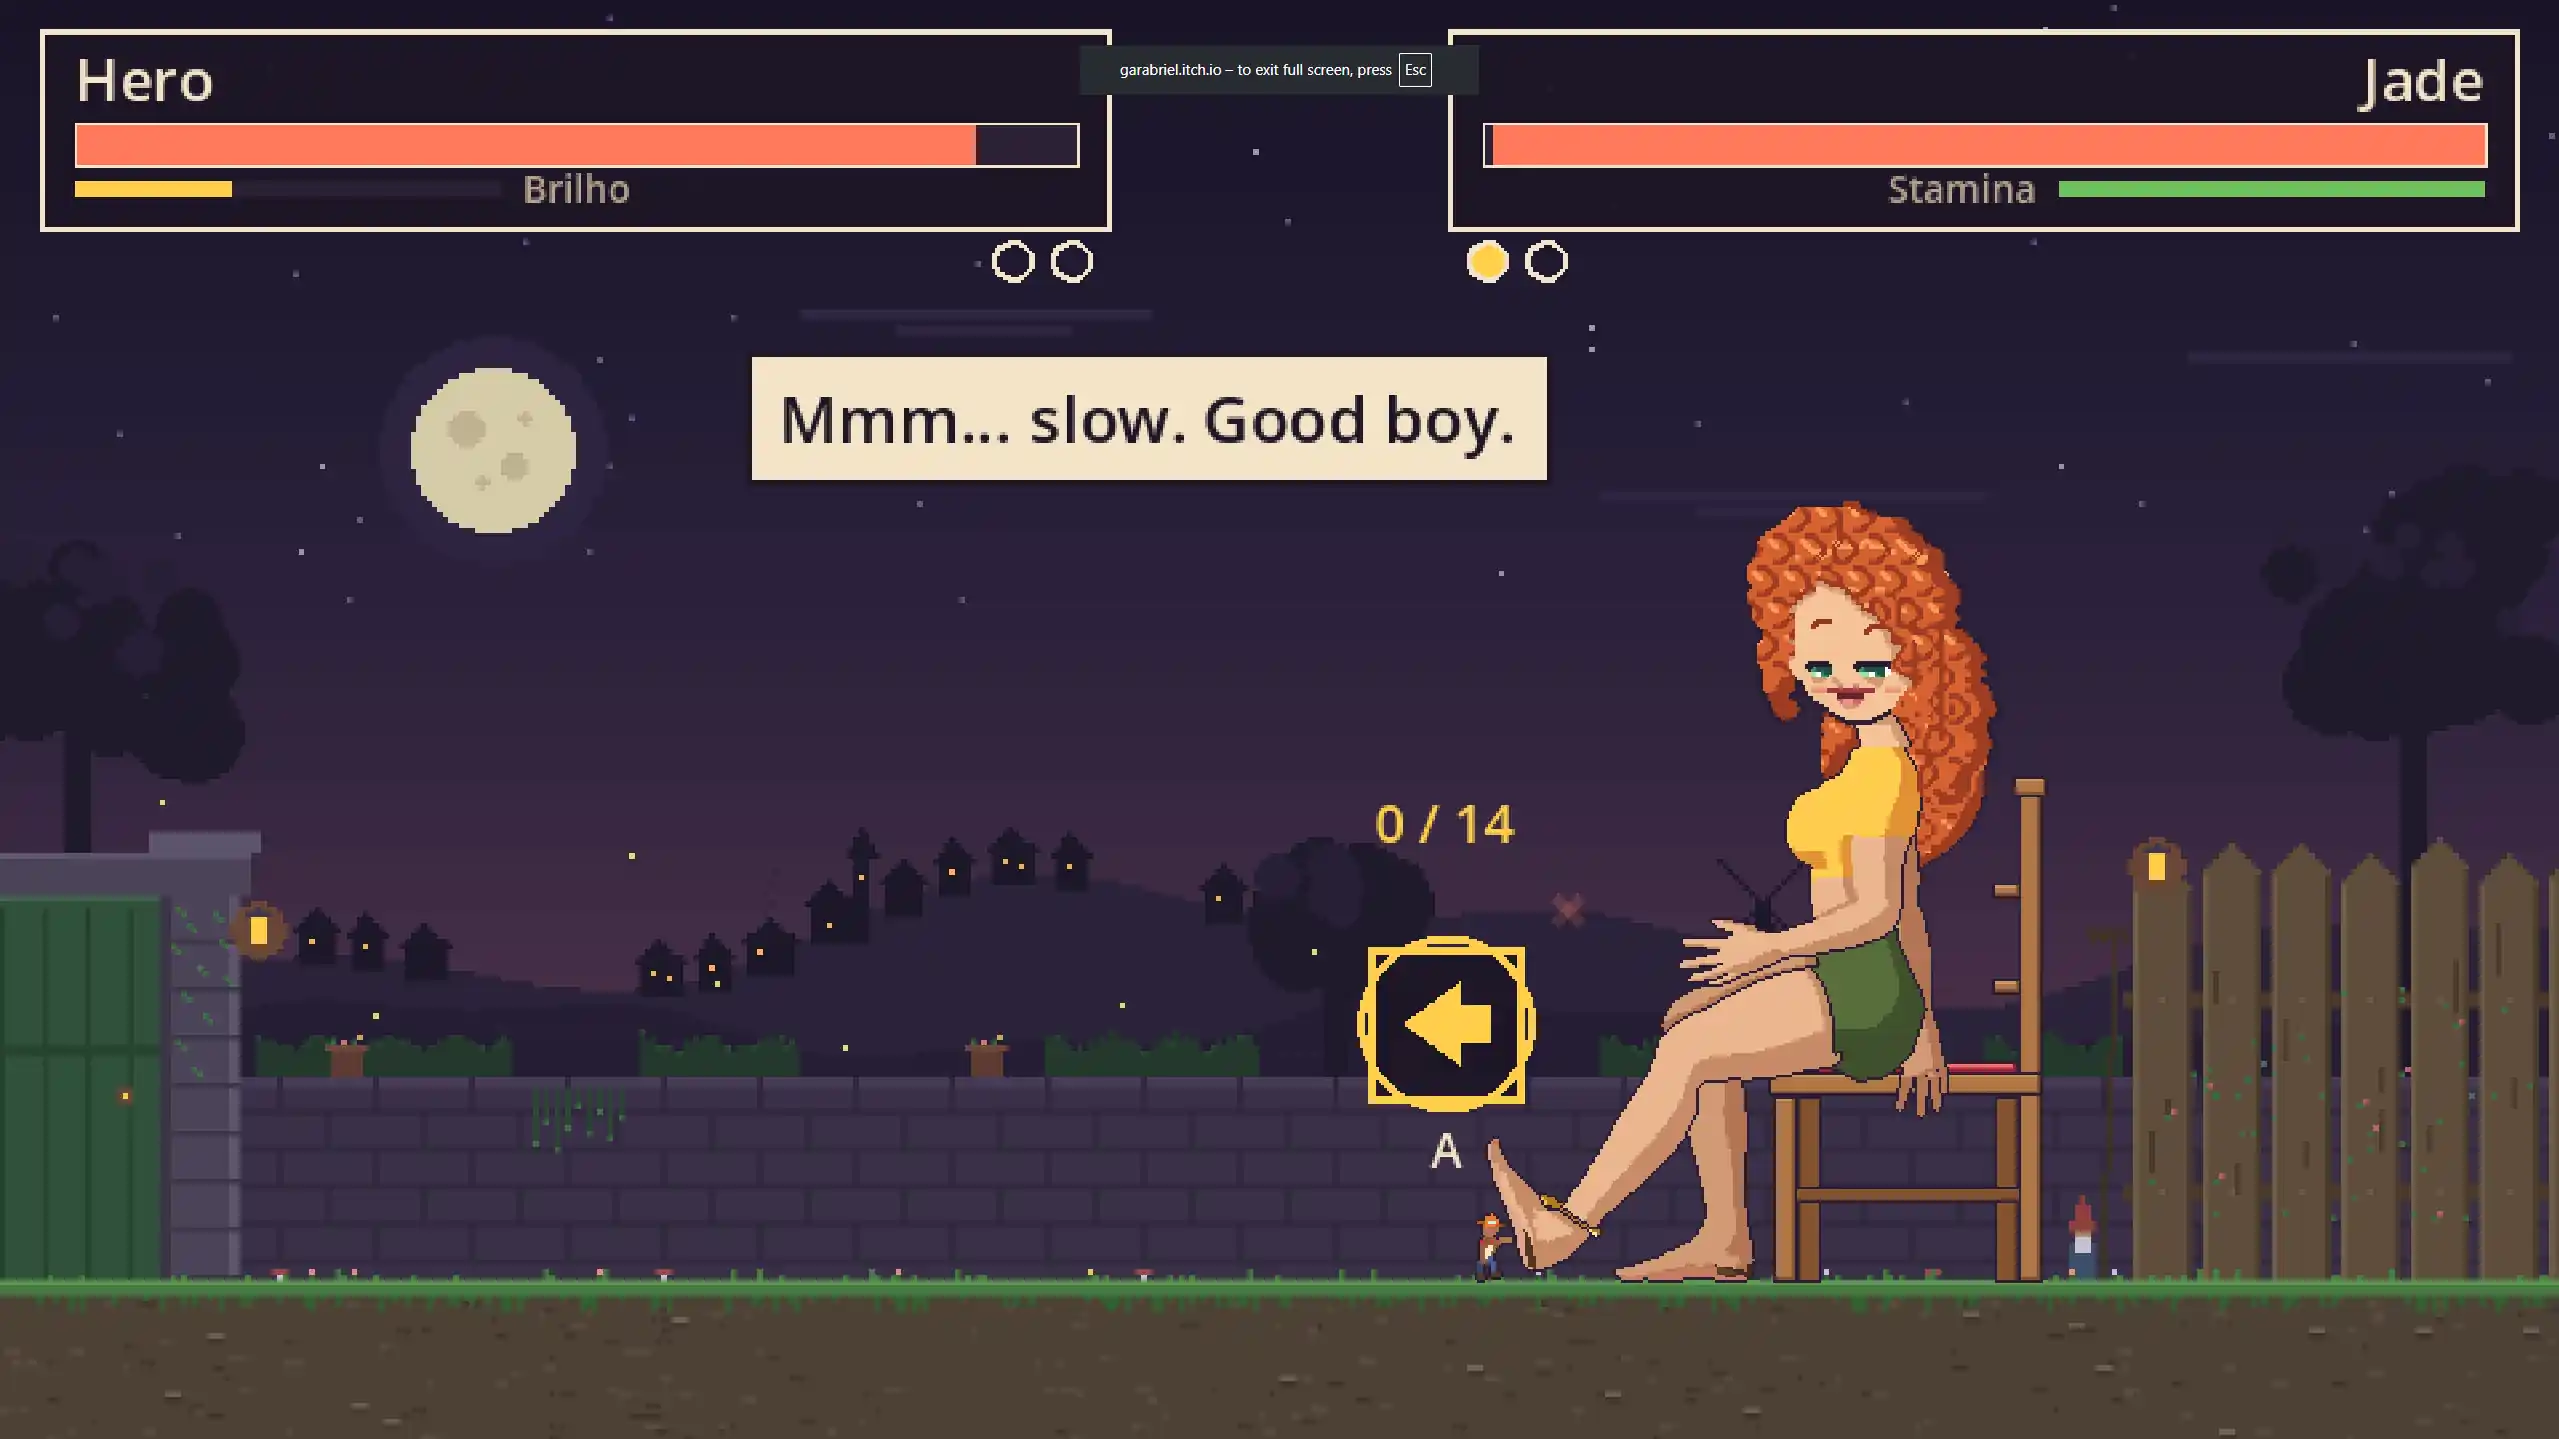 Hero
garabriel.itch.io – to exit full screen, press Esc
Jade
Brilho
Stamina
Mmm... slow. Good boy.
0 / 14
A